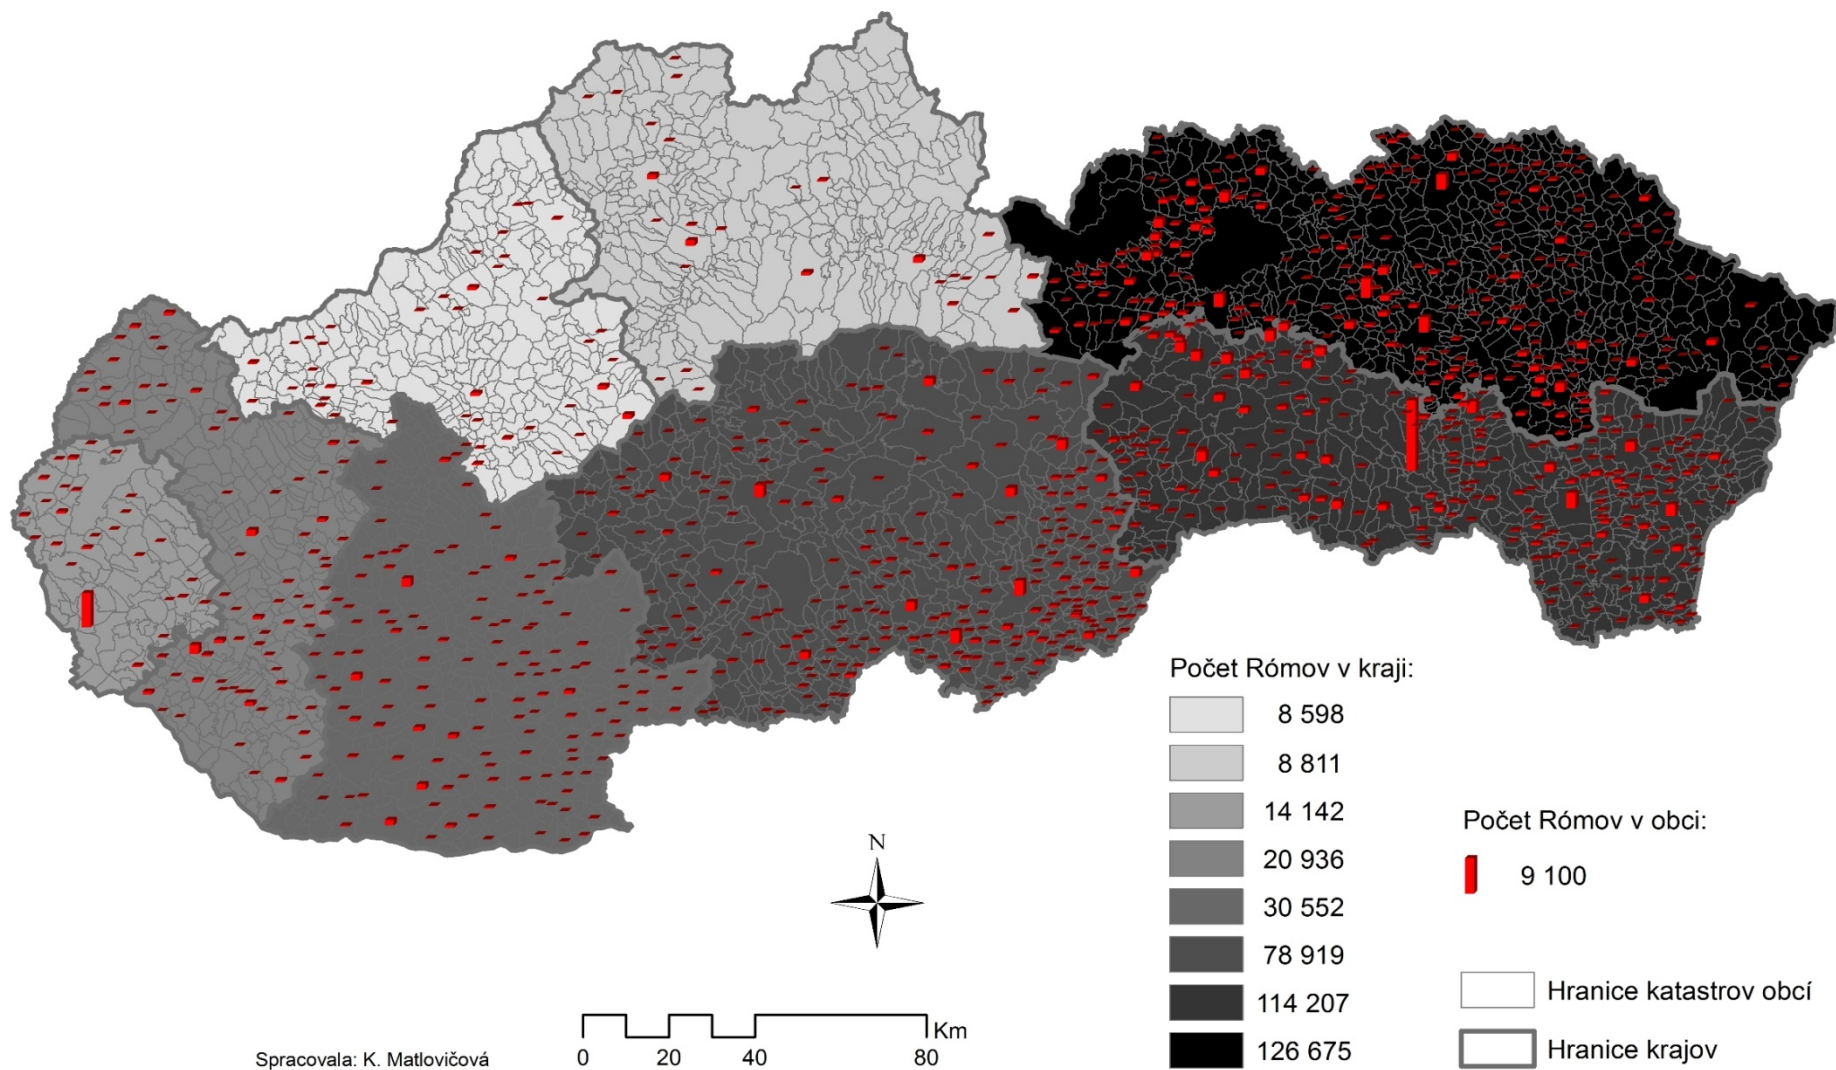 Počet Rómov v kraji:
8 598
8 811
14 142
20 936
30 552
78 919
114 207
126 675
Počet Rómov v obci:
9 100
Hranice katastrov obcí
Hranice krajov
N
Km
0 20 40 80
Spracovala: K. Matlovičová